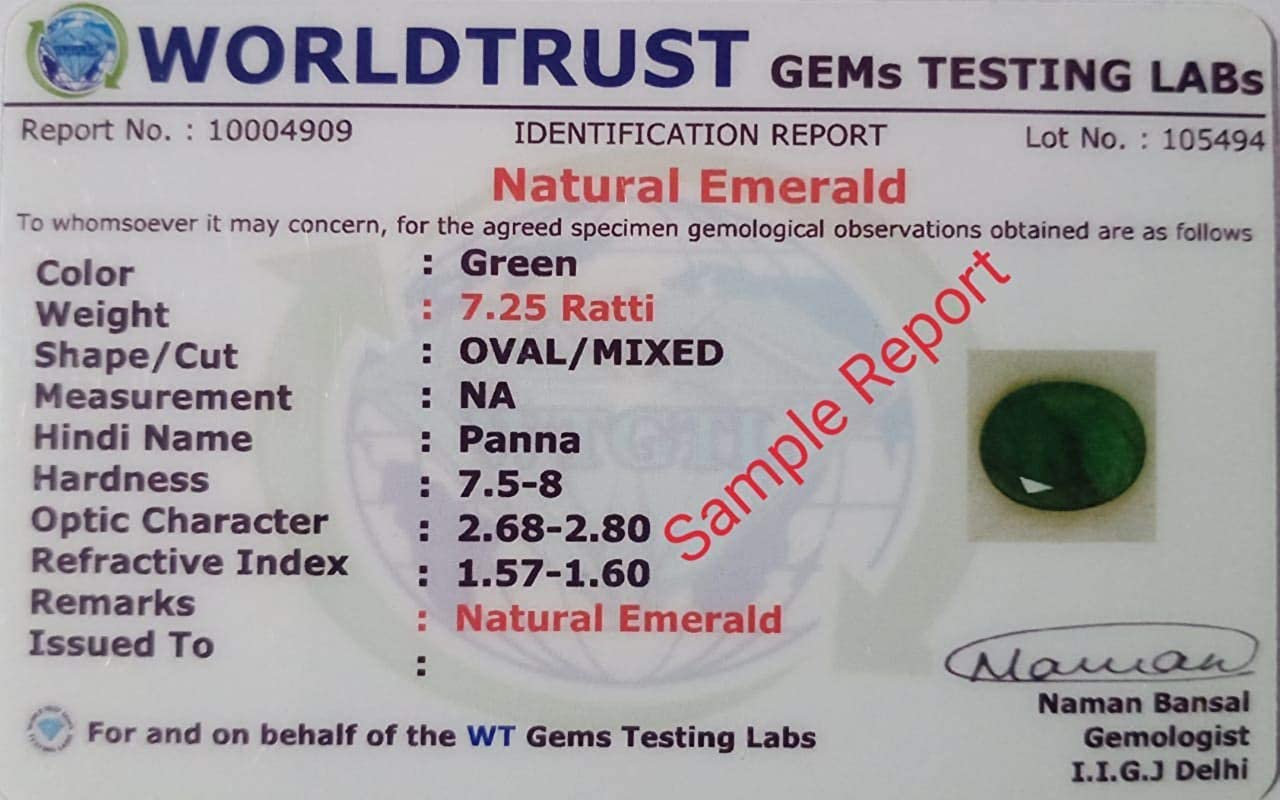 WORLDTRUST GEMs TESTING LABs
Report No. : 10004909 IDENTIFICATION REPORT Lot No. : 105494
Natural Emerald
To whomsoever it may concern, for the agreed specimen gemological observations obtained are as follows
Color : Green
Weight : 7.25 Ratti
Shape/Cut : OVAL/MIXED
Measurement : NA
Hindi Name : Panna
Hardness : 7.5-8
Optic Character : 2.68-2.80
Refractive Index : 1.57-1.60
Remarks : Natural Emerald
Issued To :
Sample Report
Naman
Naman Bansal
Gemologist
I.I.G.J Delhi
For and on behalf of the WT Gems Testing Labs